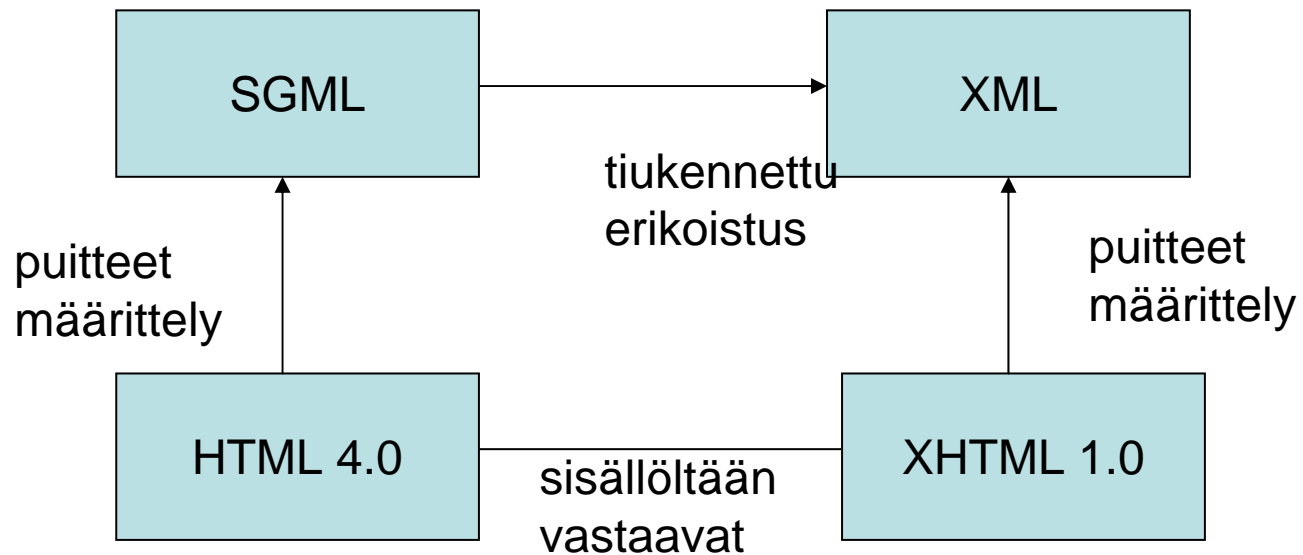 SGML
XML
tiukennettu
erikoistus
puitteet
määrittely
puitteet
määrittely
HTML 4.0
XHTML 1.0
sisällöltään
vastaavat